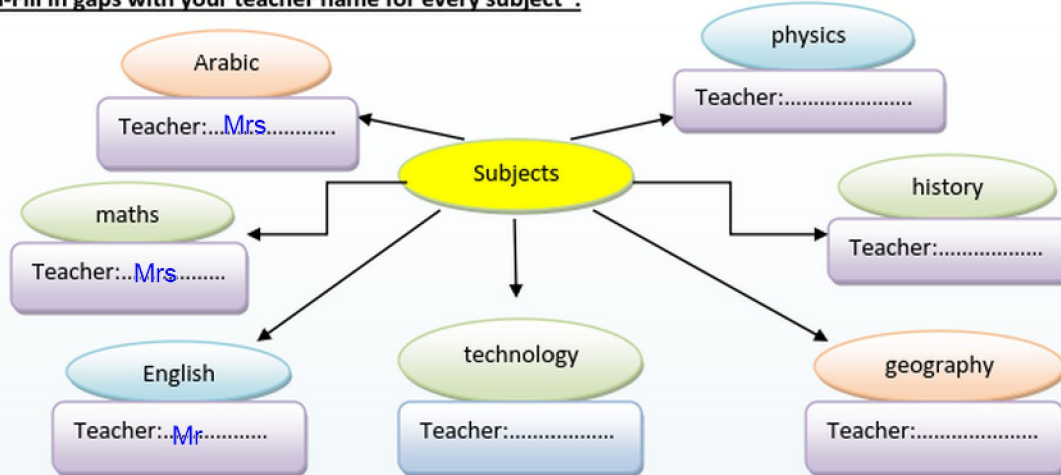 -Fill in gaps with your teacher name for every subject :
Arabic
Teacher:...Mrs.............
physics
Teacher:.......................
Subjects
maths
Teacher:...Mrs.........
history
Teacher:...................
English
Teacher:..Mr..............
technology
Teacher:...................
geography
Teacher:......................